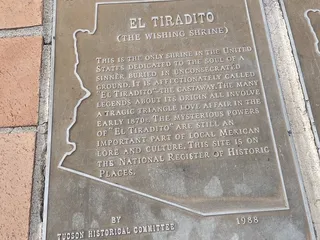 EL TIRADITO
(THE WISHING SHRINE)
THIS IS THE ONLY SHRINE IN THE UNITED
STATES DEDICATED TO THE SOUL OF A
SINNER BURIED IN UNCONSECRATED
GROUND. IT IS AFFECTIONATELY CALLED
"EL TIRADITO"-THE CASTAWAY. THE MANY
LEGENDS ABOUT ITS ORIGIN ALL INVOLVE
A TRAGIC TRIANGLE LOVE AFFAIR IN THE
EARLY 1870S. THE MYSTERIOUS POWERS
OF "EL TIRADITO" ARE STILL AN
IMPORTANT PART OF LOCAL MEXICAN
LORE AND CULTURE. THIS SITE IS ON
THE NATIONAL REGISTER OF HISTORIC
PLACES.
BY
TUCSON HISTORICAL COMMITTEE
1988